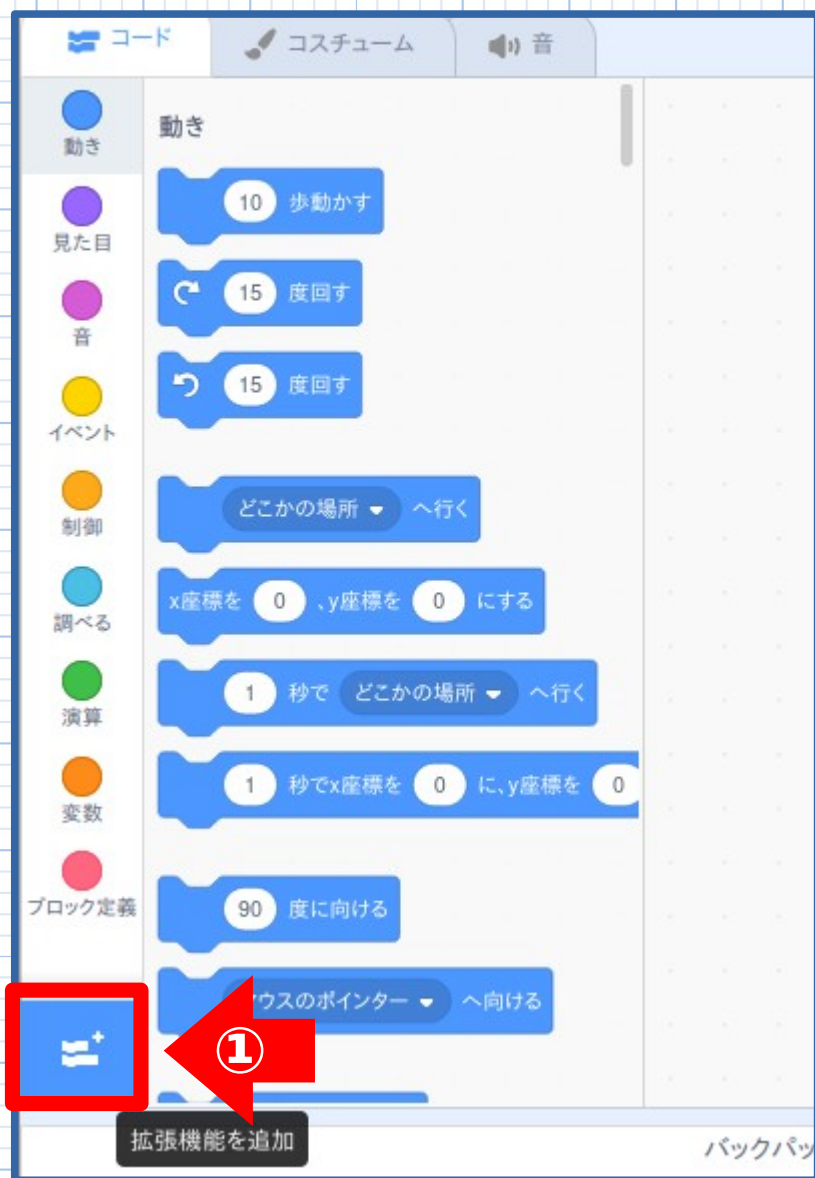 コード
コスチューム
音
動き
見た目
音
イベント
制御
調べる
演算
変数
ブロック定義
動き
10 歩動かす
15 度回す
15 度回す
どこかの場所 へ行く
x座標を 0 、y座標を 0 にする
1 秒で どこかの場所 へ行く
1 秒でx座標を 0 に、y座標を 0
90 度に向ける
ウスのポインター へ向ける
①
拡張機能を追加
バックパッ